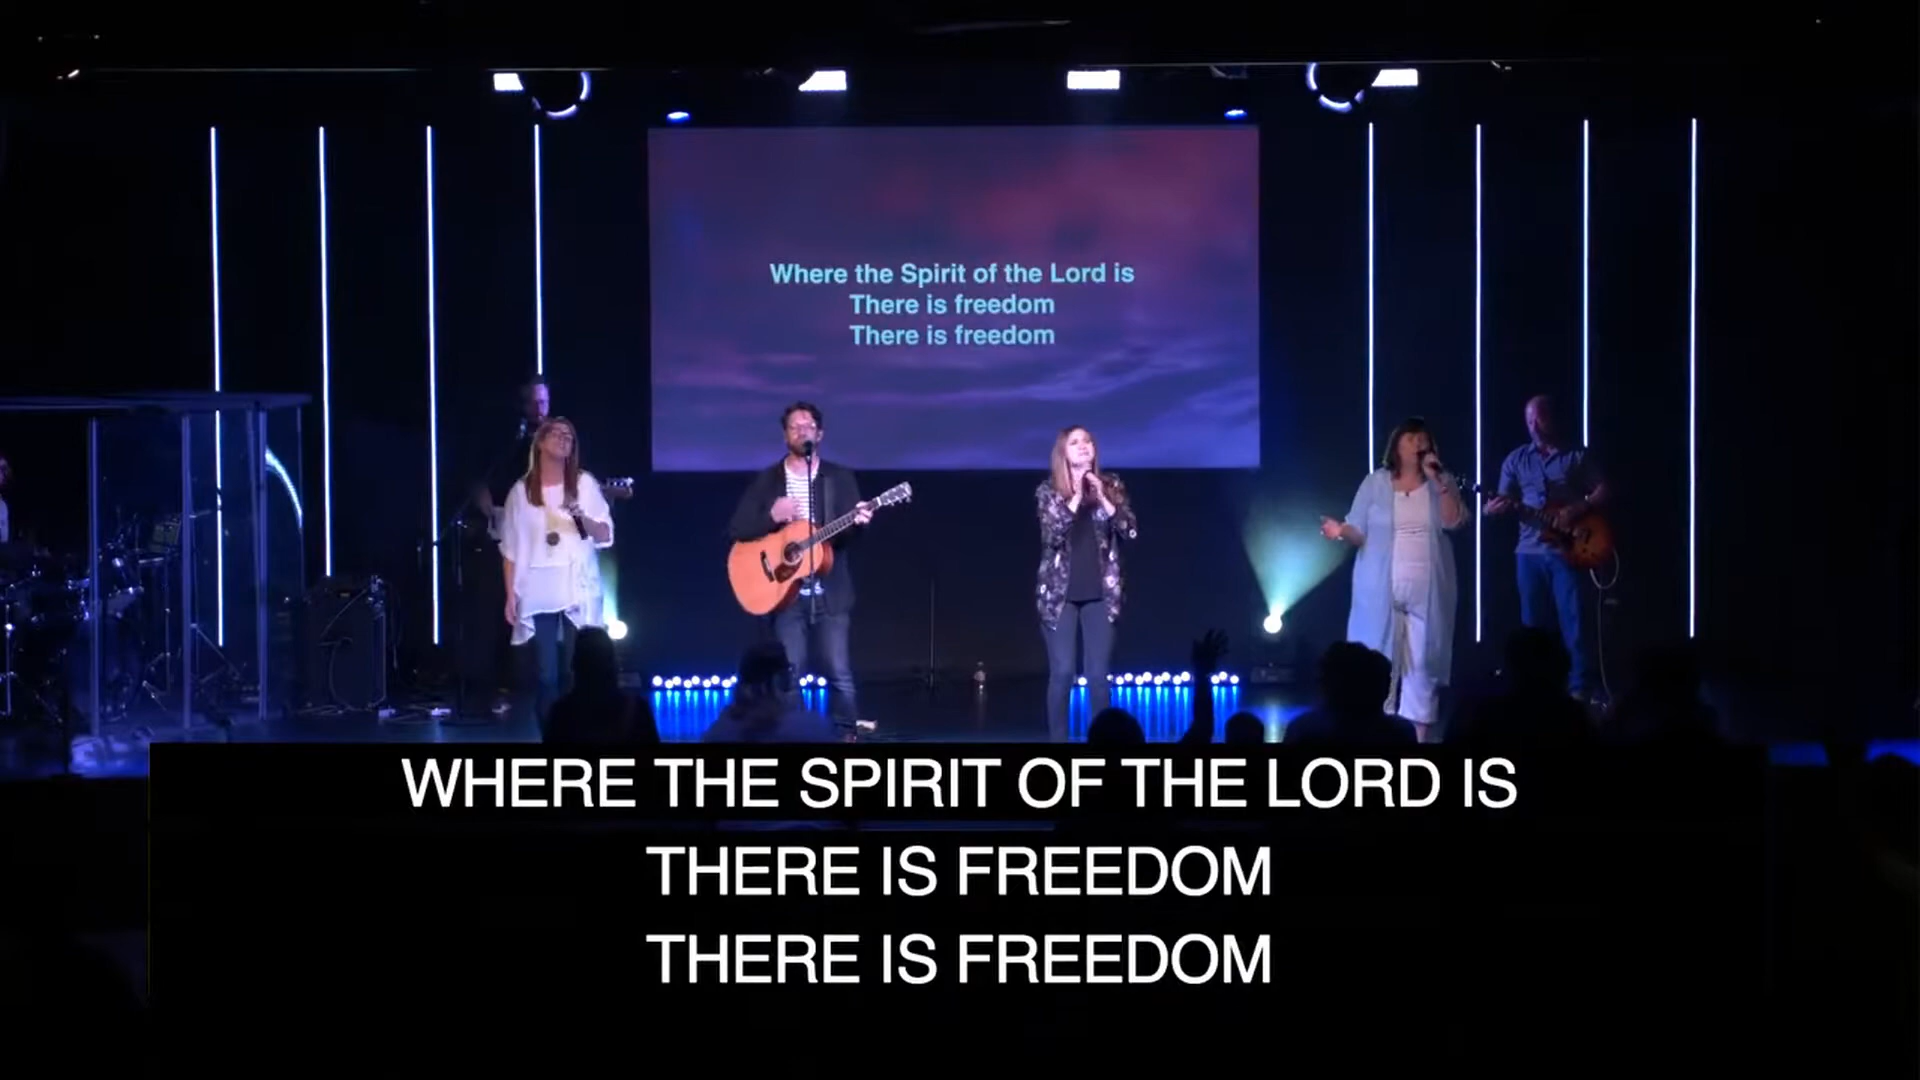 Where the Spirit of the Lord is
There is freedom
There is freedom
WHERE THE SPIRIT OF THE LORD IS
THERE IS FREEDOM
THERE IS FREEDOM